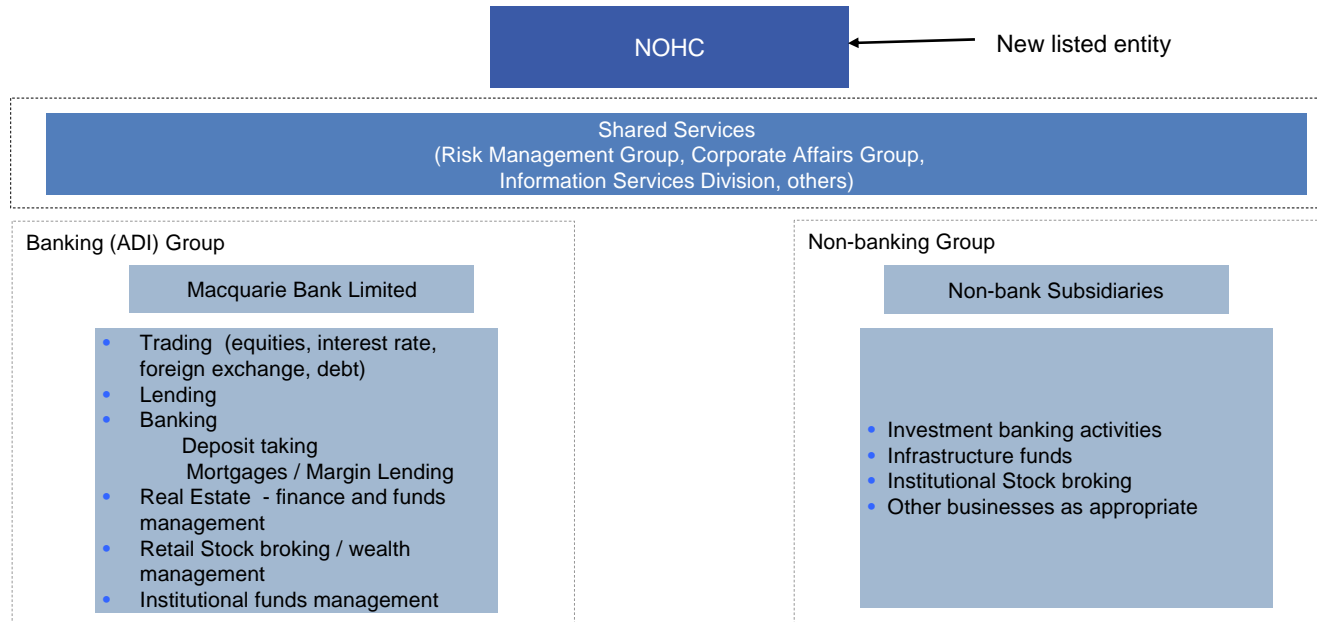 NOHC
New listed entity
Shared Services
(Risk Management Group, Corporate Affairs Group,
Information Services Division, others)
Banking (ADI) Group
Macquarie Bank Limited
• Trading (equities, interest rate,
foreign exchange, debt)
• Lending
• Banking
Deposit taking
Mortgages / Margin Lending
• Real Estate - finance and funds
management
• Retail Stock broking / wealth
management
• Institutional funds management
Non-banking Group
Non-bank Subsidiaries
• Investment banking activities
• Infrastructure funds
• Institutional Stock broking
• Other businesses as appropriate